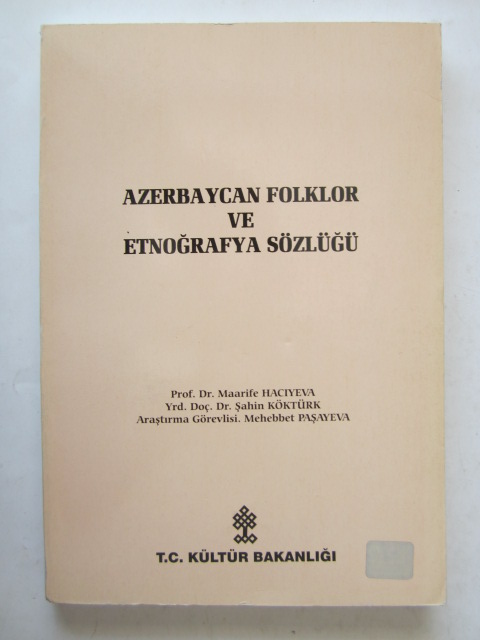 AZERBAYCAN FOLKLOR
VE
ETNOĞRAFYA SÖZLÜĞÜ
Prof. Dr. Maarife HACIYEVA
Yrd. Doç. Dr. Şahin KÖKTÜRK
Araştırma Görevlisi. Mehebbet PAŞAYEVA
T.C. KÜLTÜR BAKANLIĞI